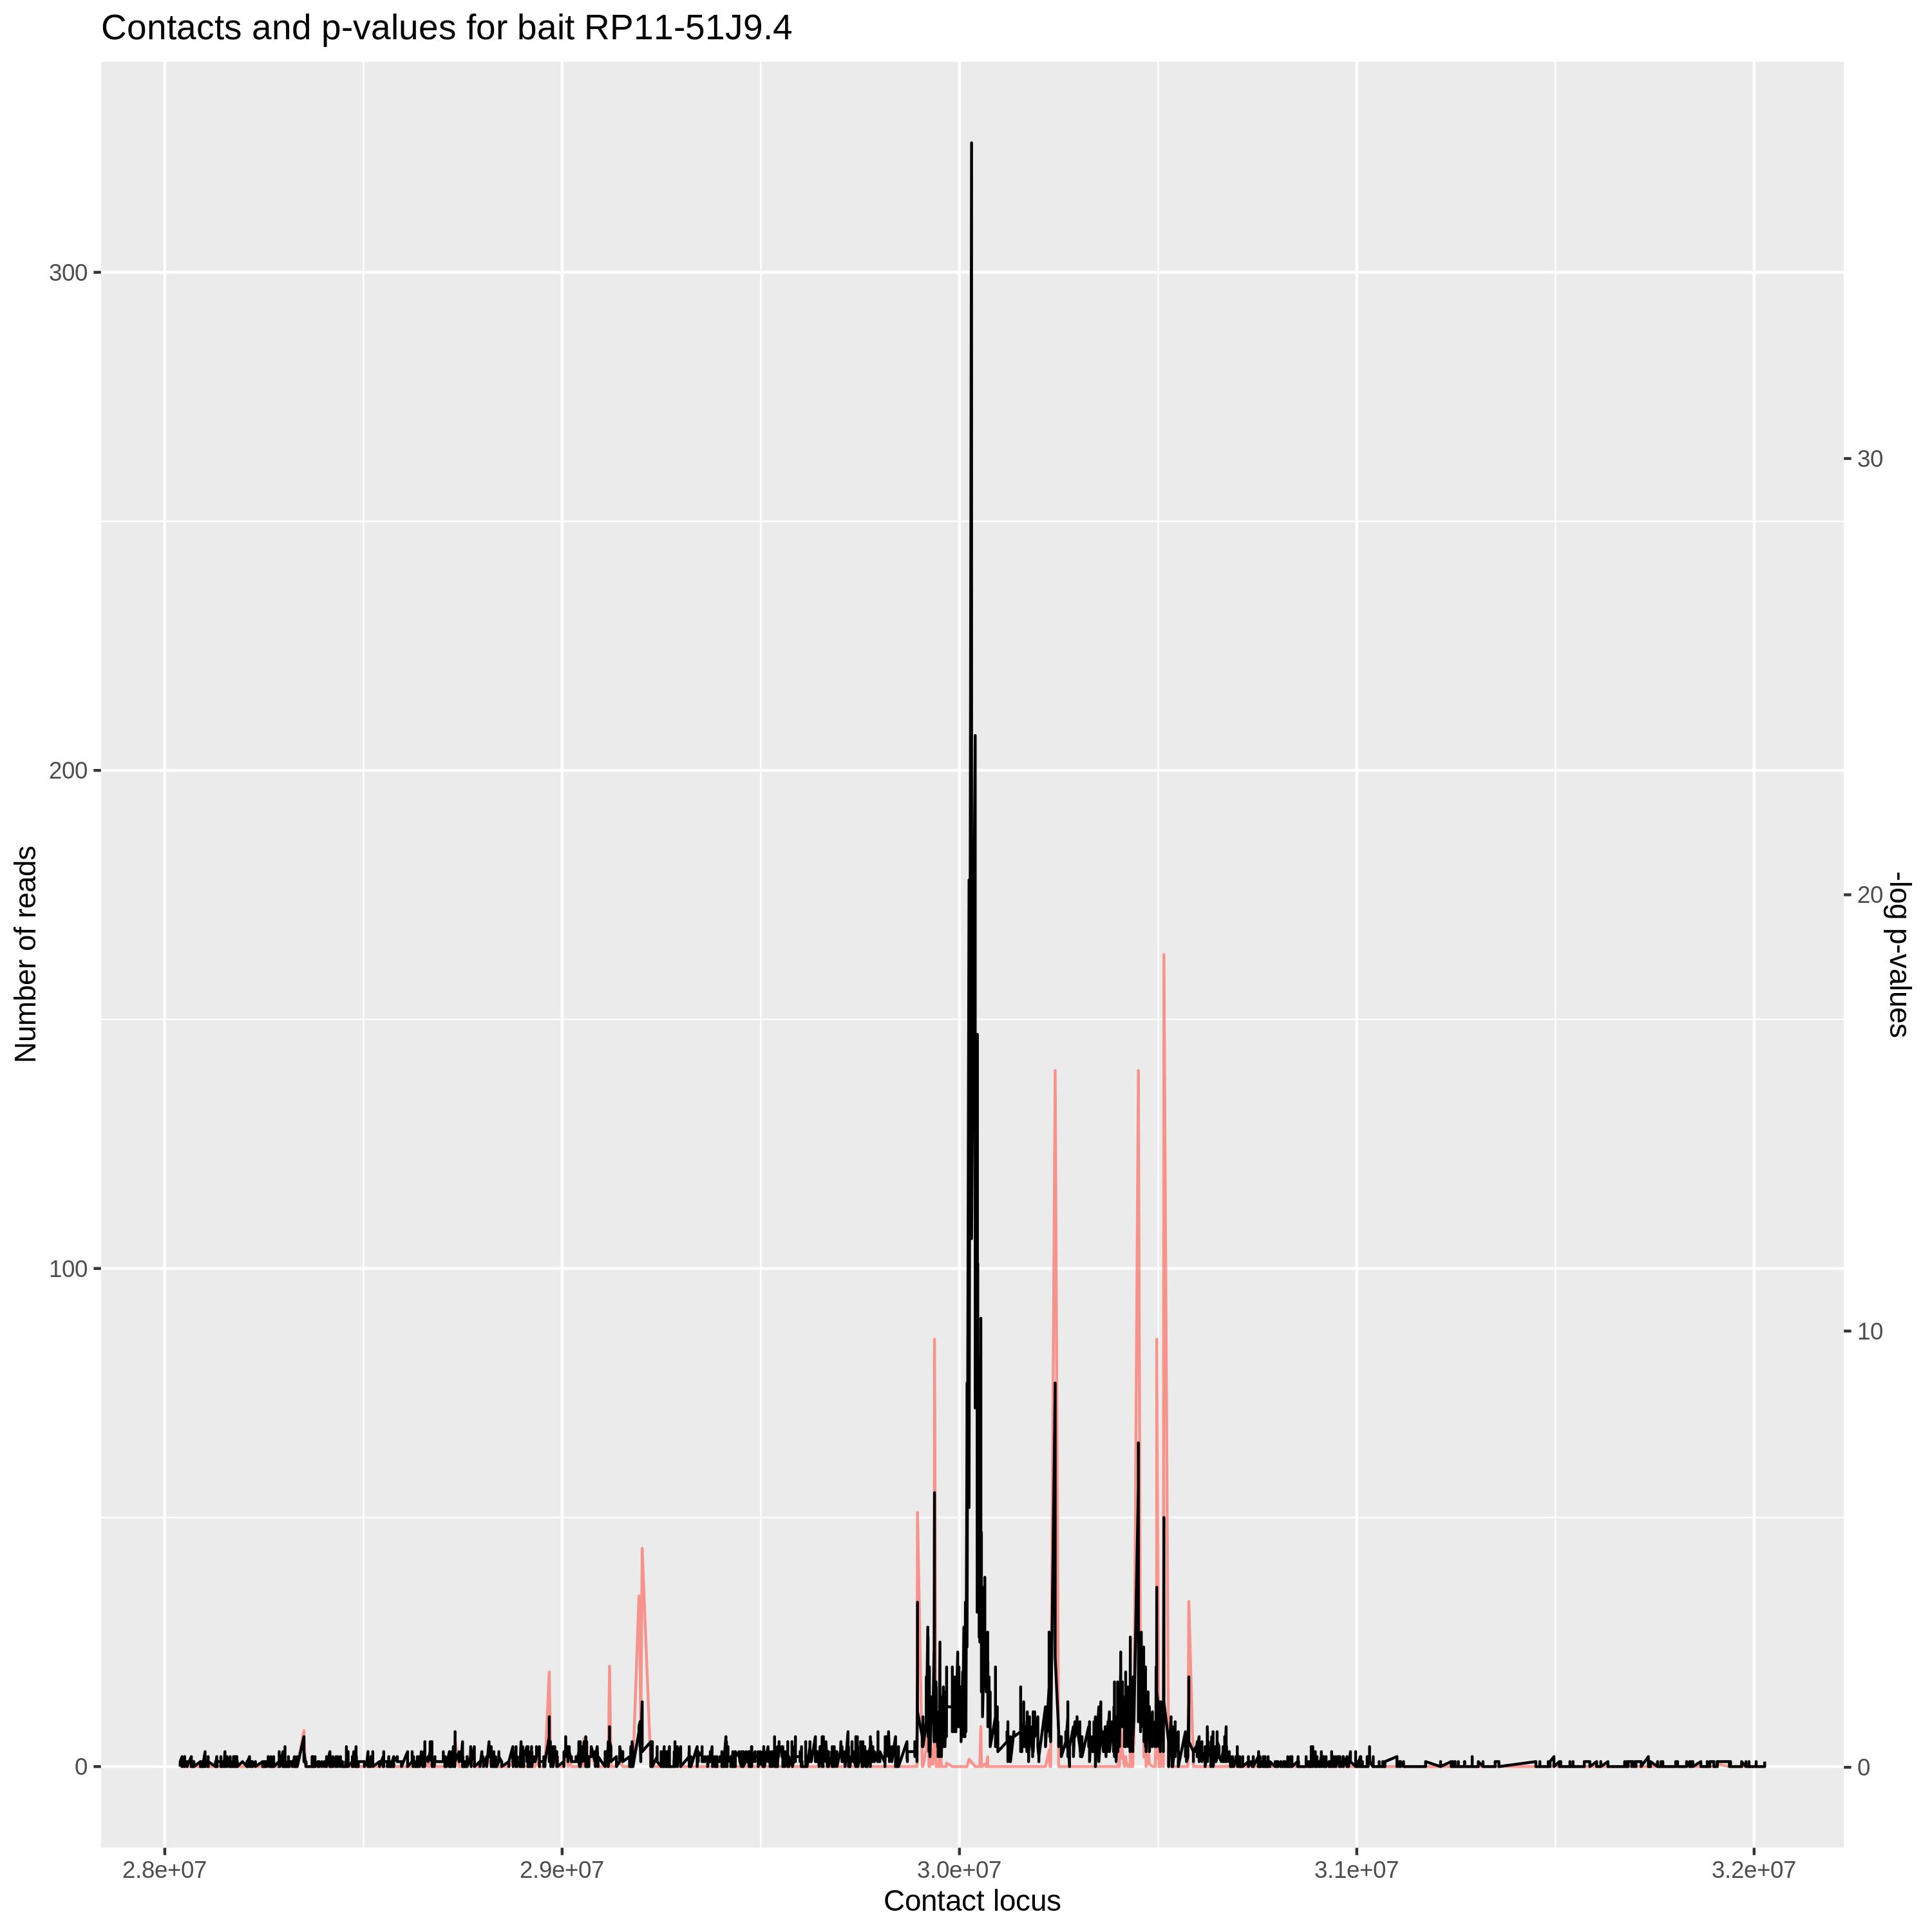 Contacts and p-values for bait RP11-51J9.4
300
200
100
0
Number of reads
30
20
10
0
-log p-values
2.8e+07
2.9e+07
3.0e+07
3.1e+07
3.2e+07
Contact locus